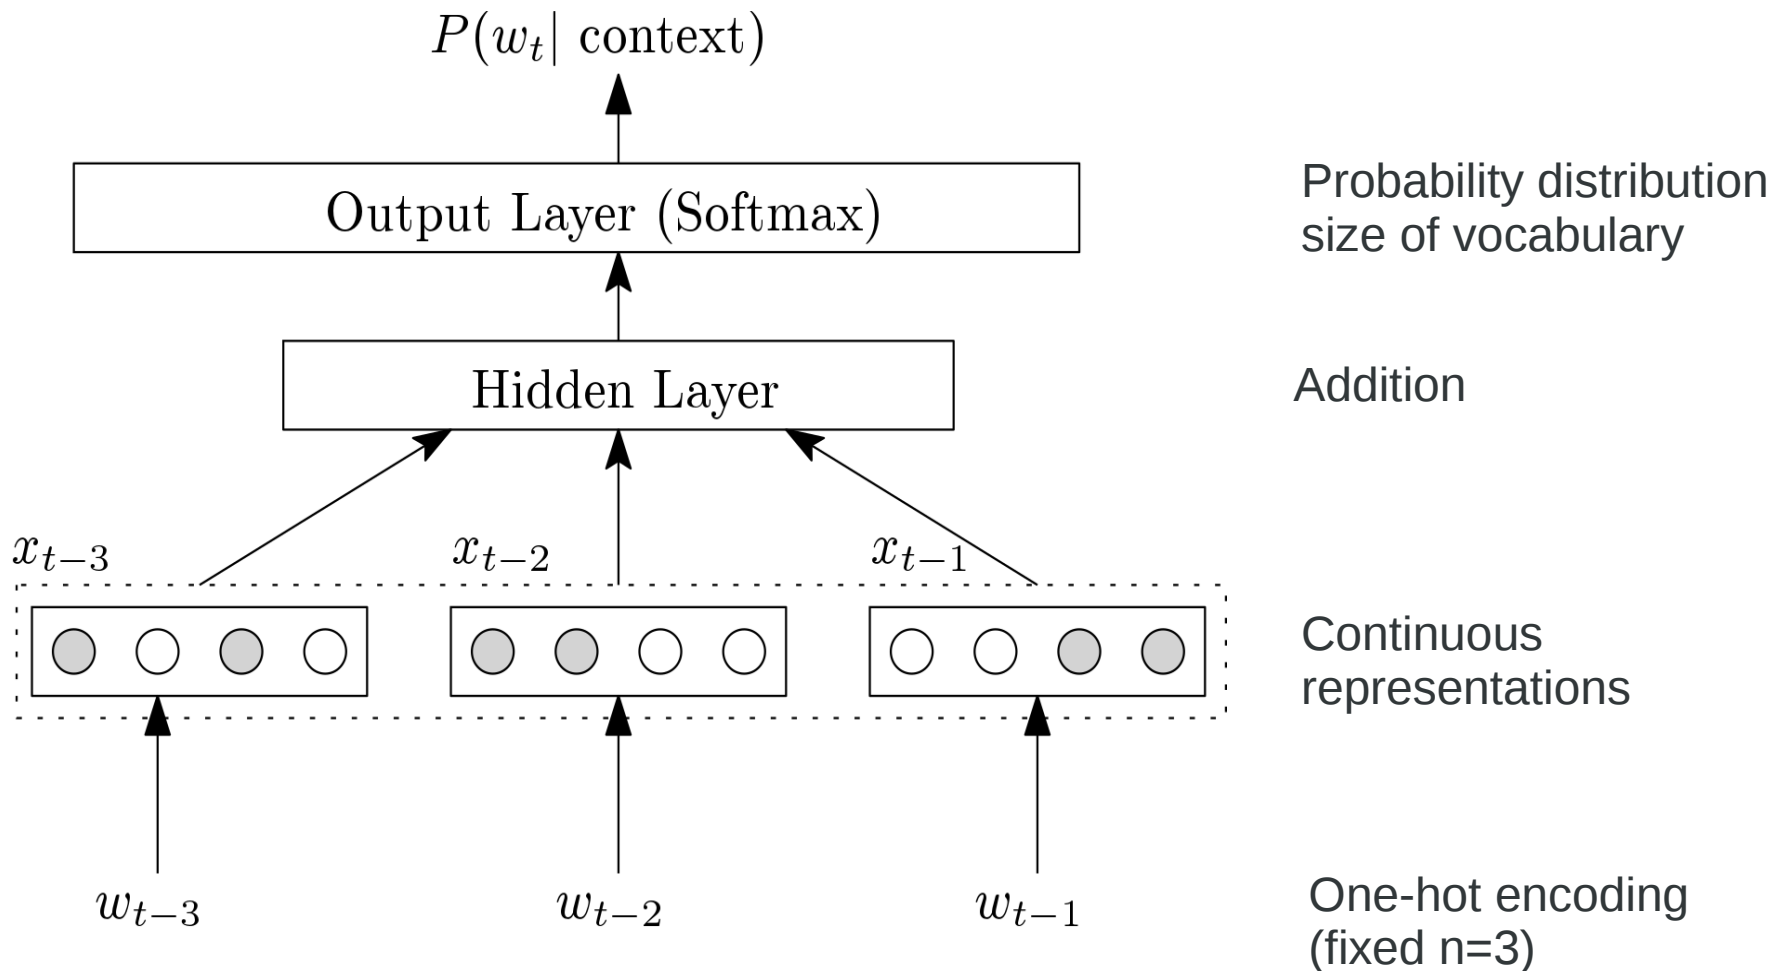 P(w_t| context)
Output Layer (Softmax)
Probability distribution
size of vocabulary
Hidden Layer
Addition
x_{t−3}
x_{t−2}
x_{t−1}
Continuous
representations
w_{t−3}
w_{t−2}
w_{t−1}
One-hot encoding
(fixed n=3)